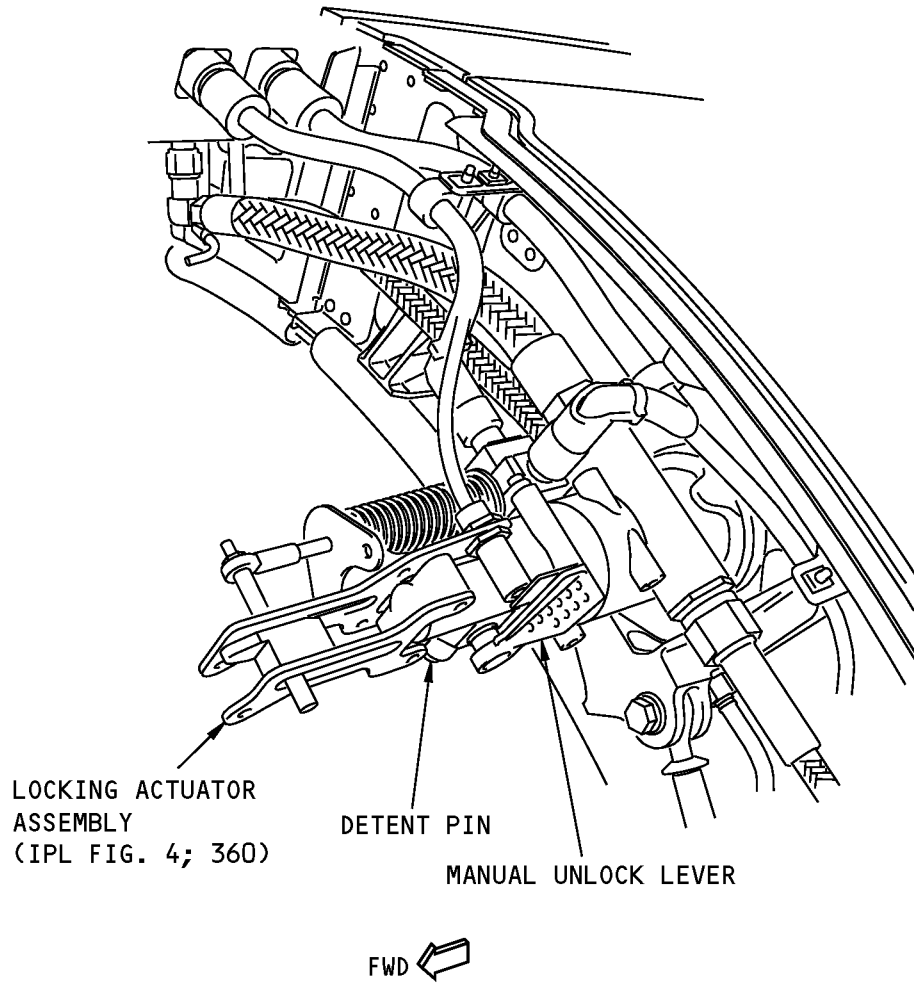 LOCKING ACTUATOR
ASSEMBLY
(IPL FIG. 4; 360)
DETENT PIN
MANUAL UNLOCK LEVER
FWD